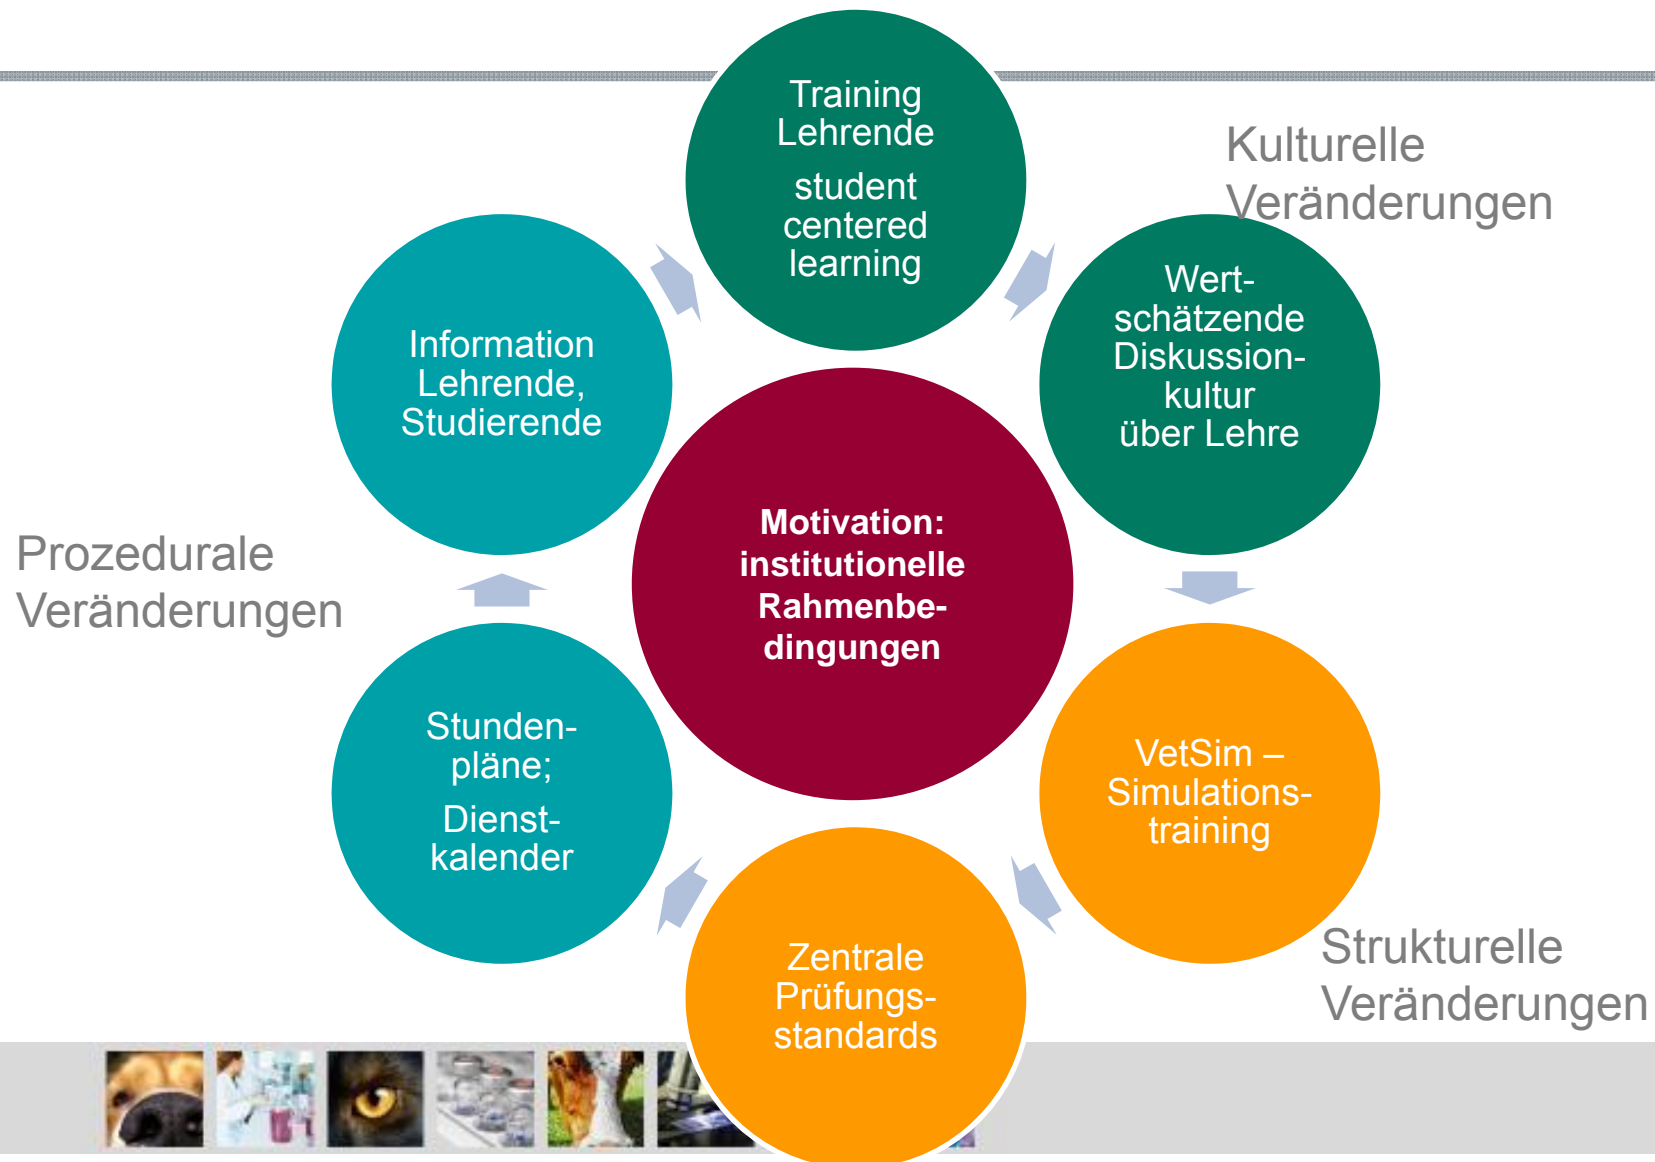 Training
Lehrende
student
centered
learning
Kulturelle
Veränderungen
Wert-
schätzende
Diskussion-
kultur
über Lehre
Information
Lehrende,
Studierende
Motivation:
institutionelle
Rahmenbe-
dingungen
Prozedurale
Veränderungen
Stunden-
pläne;
Dienst-
kalender
VetSim –
Simulations-
training
Strukturelle
Veränderungen
Zentrale
Prüfungs-
standards